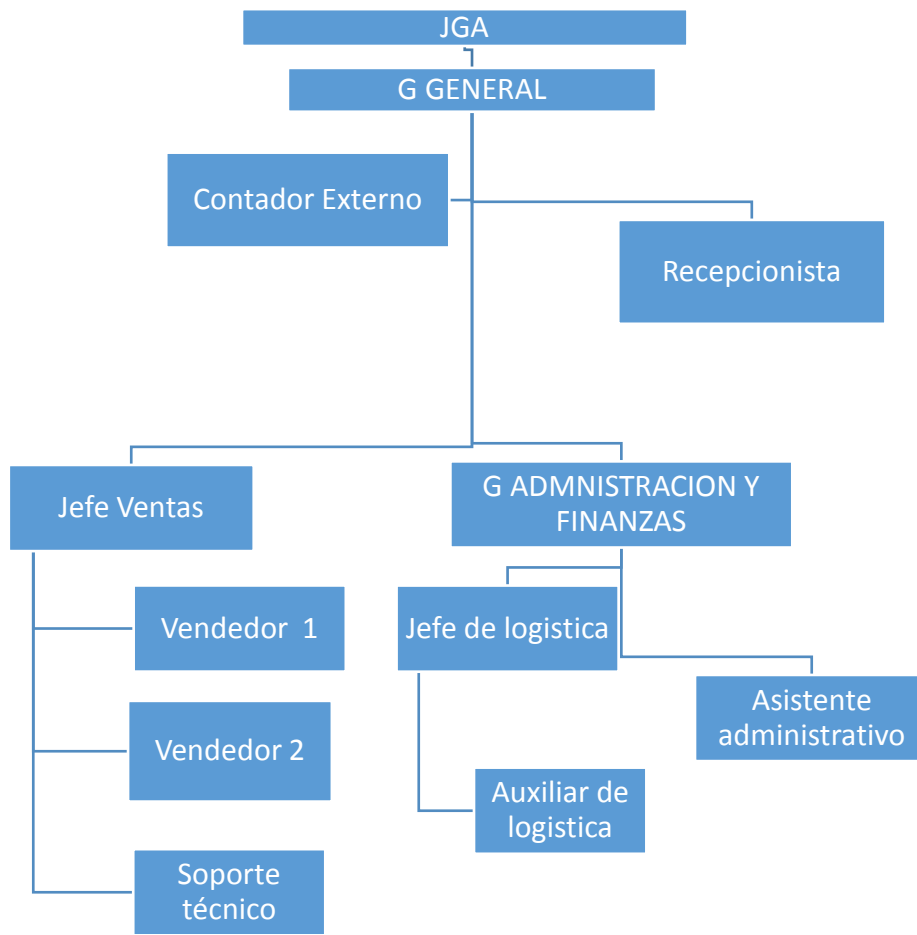 JGA
G GENERAL
Contador Externo
Recepcionista
Jefe Ventas
G ADMNISTRACION Y
FINANZAS
Vendedor 1
Jefe de logistica
Asistente
administrativo
Vendedor 2
Auxiliar de
logistica
Soporte
técnico